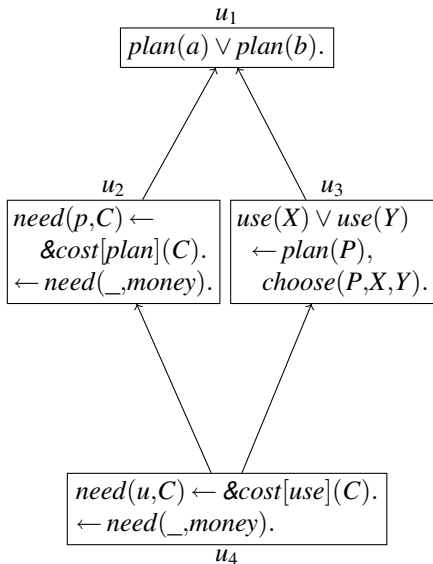 u₁
plan(a) ∨ plan(b).
u₂
need(p,C) ←
&cost[plan](C).
← need(_,money).
u₃
use(X) ∨ use(Y)
← plan(P),
choose(P,X,Y).
need(u,C) ← &cost[use](C).
← need(_,money).
u₄